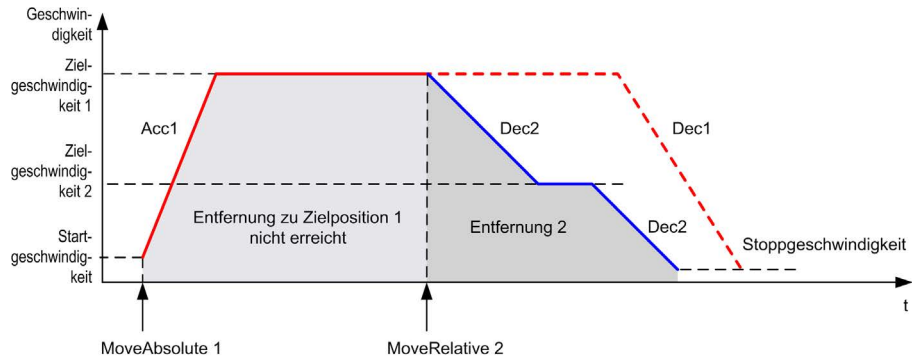 Geschwin-
digkeit
Ziel-
geschwindig-
keit 1
Acc1
Dec2
Dec1
Ziel-
geschwindig-
keit 2
Entfernung zu Zielposition 1
nicht erreicht
Entfernung 2
Dec2
Start-
geschwindig-
keit
Stoppgeschwindigkeit
t
MoveAbsolute 1
MoveRelative 2